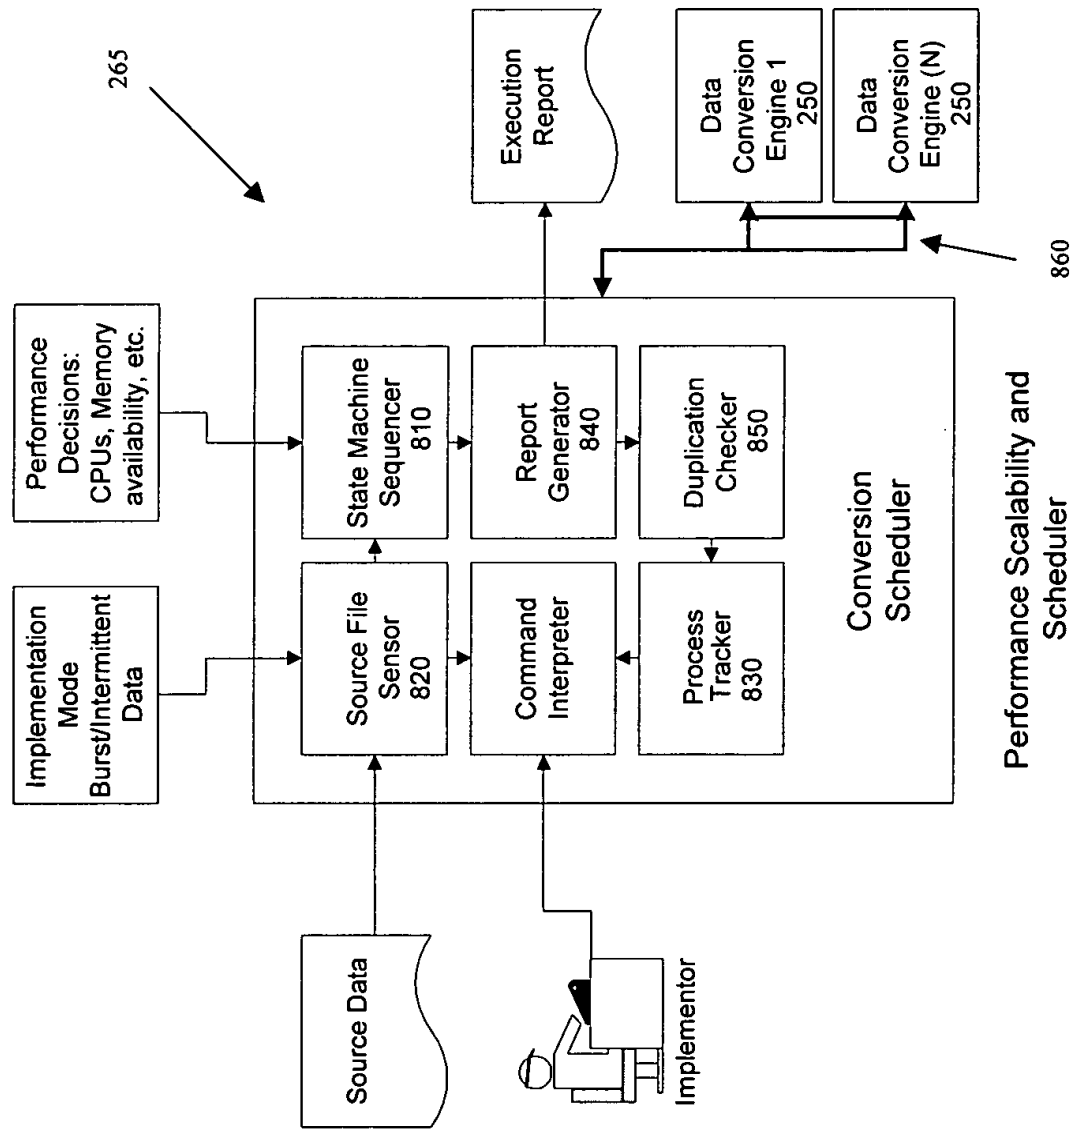 265
Implementation
Mode
Burst/Intermittent
Data
Performance
Decisions:
CPUs, Memory
availability, etc.
Source Data
Source File
Sensor
820
State Machine
Sequencer
810
Execution
Report
Implementor
Command
Interpreter
Report
Generator
840
Process
Tracker
830
Duplication
Checker
850
Data
Conversion
Engine 1
250
Data
Conversion
Engine (N)
250
Conversion
Scheduler
860
Performance Scalability and
Scheduler